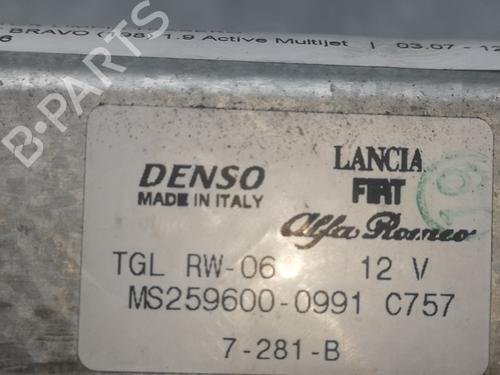 BRAVO (198) 1.9 Active Multijet | 03.07 - 12
6
B-PARTS
DENSO
MADE IN ITALY
LANCIA
FIAT
Alfa Romeo
TGL RW-06 12 V
MS259600-0991 C757
7-281-B